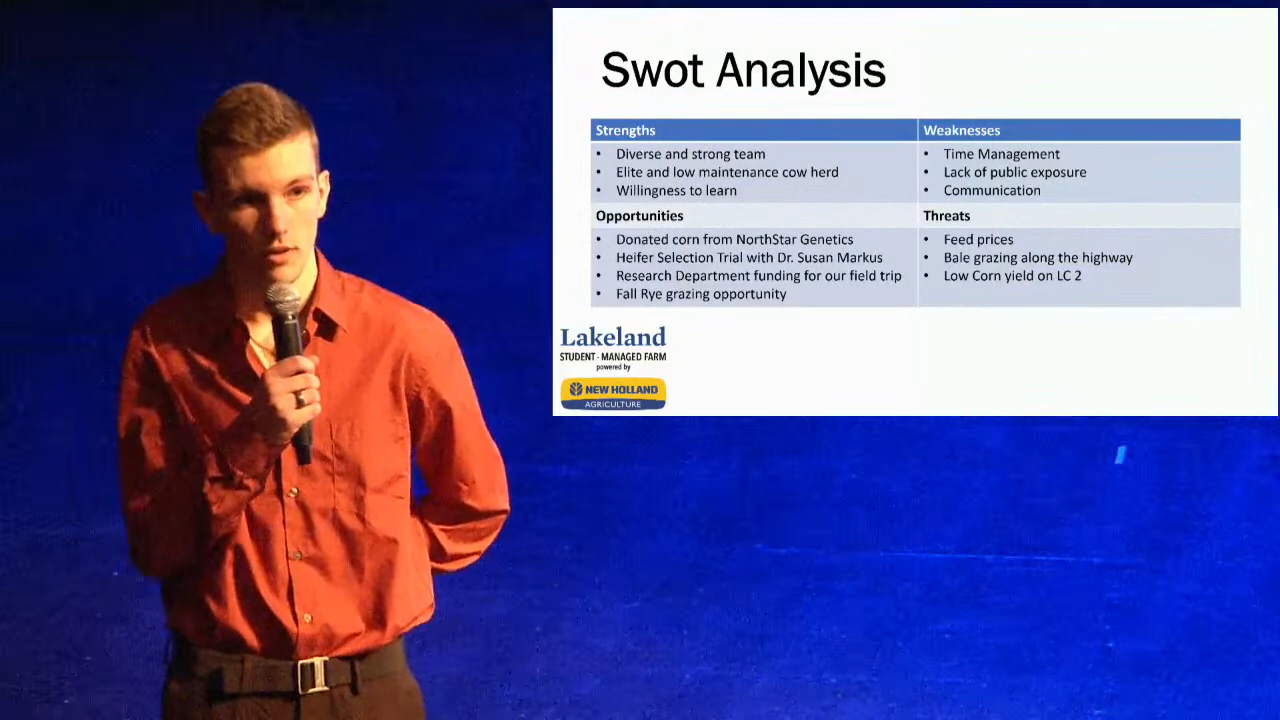 Swot Analysis
Strengths
• Diverse and strong team
• Elite and low maintenance cow herd
• Willingness to learn
Weaknesses
• Time Management
• Lack of public exposure
• Communication
Opportunities
• Donated corn from NorthStar Genetics
• Heifer Selection Trial with Dr. Susan Markus
• Research Department funding for our field trip
• Fall Rye grazing opportunity
Threats
• Feed prices
• Bale grazing along the highway
• Low Corn yield on LC 2
Lakeland
STUDENT - MANAGED FARM
powered by
NEW HOLLAND
AGRICULTURE